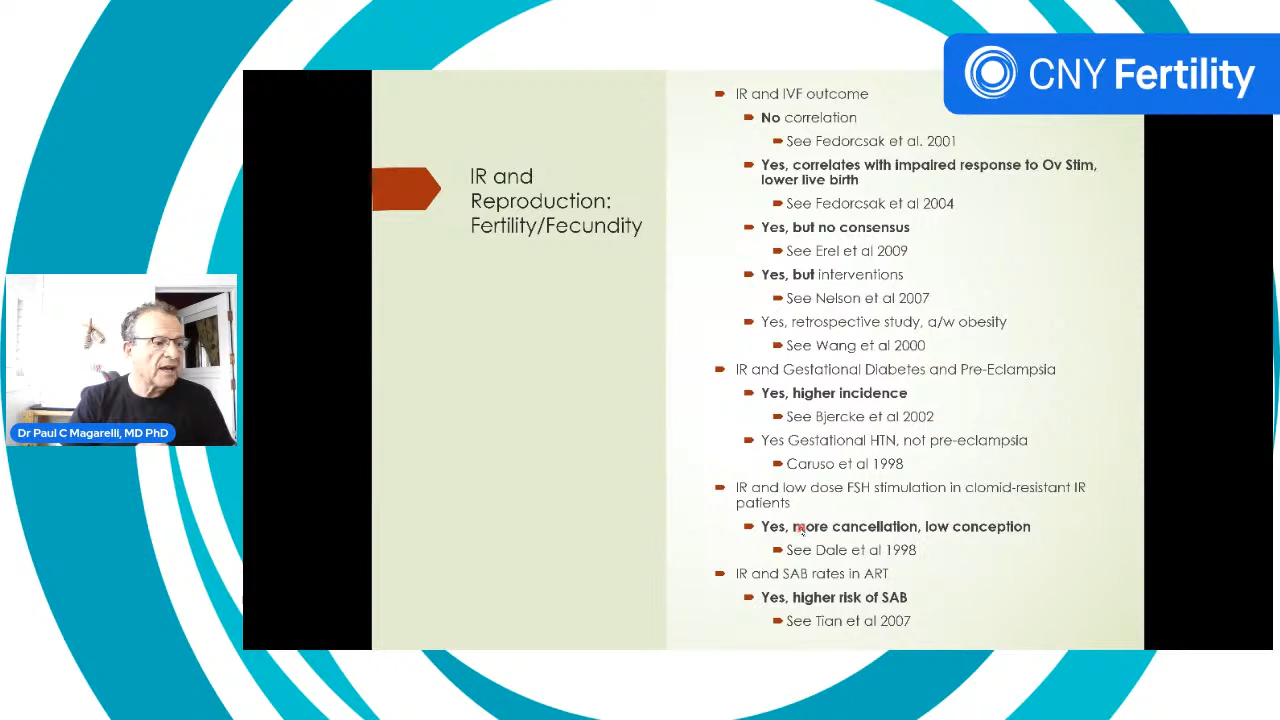 CNY Fertility
IR and
Reproduction:
Fertility/Fecundity
IR and IVF outcome
No correlation
See Fedorcsak et al. 2001
Yes, correlates with impaired response to Ov Stim,
lower live birth
See Fedorcsak et al 2004
Yes, but no consensus
See Erel et al 2009
Yes, but interventions
See Nelson et al 2007
Yes, retrospective study, a/w obesity
See Wang et al 2000
IR and Gestational Diabetes and Pre-Eclampsia
Yes, higher incidence
See Bjercke et al 2002
Yes Gestational HTN, not pre-eclampsia
Caruso et al 1998
IR and low dose FSH stimulation in clomid-resistant IR
patients
Yes, more cancellation, low conception
See Dale et al 1998
IR and SAB rates in ART
Yes, higher risk of SAB
See Tian et al 2007
Dr Paul C Magarelli, MD PhD